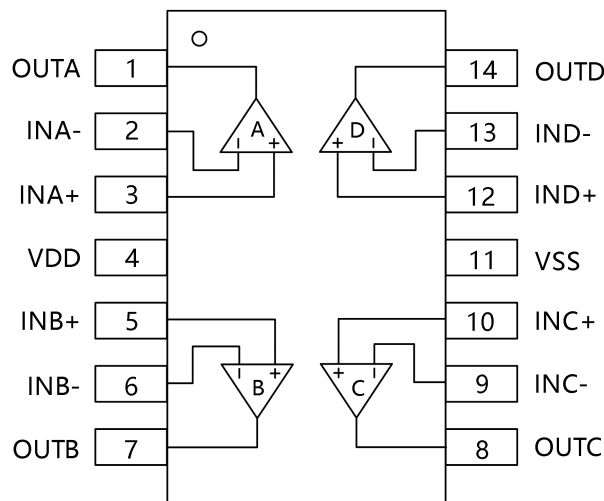 OUTA 1 14 OUTD
INA- 2 A D 13 IND-
- + + -
INA+ 3 12 IND+
VDD 4 11 VSS
INB+ 5 10 INC+
- + + -
INB- 6 B C 9 INC-
OUTB 7 8 OUTC